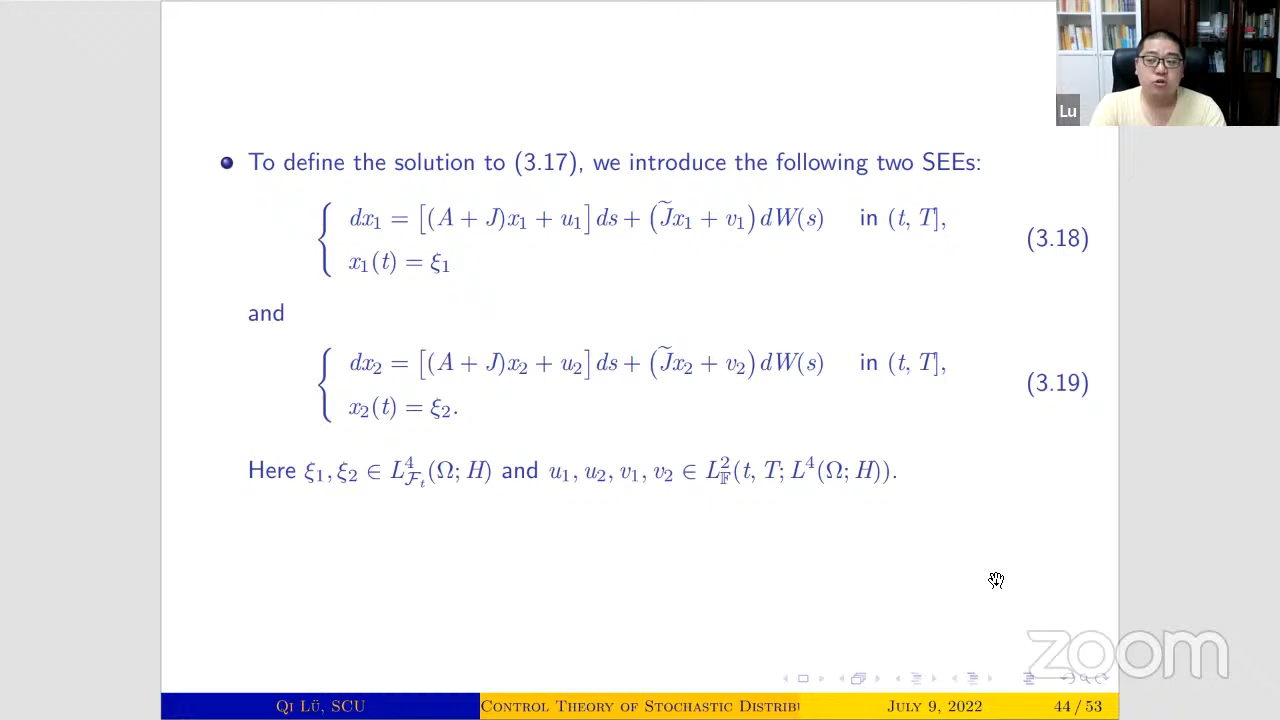 Lu
To define the solution to (3.17), we introduce the following two SEEs:
{ dx₁ = [(A + J)x₁ + u₁]ds + (J̃x₁ + v₁)dW(s) in (t, T],
x₁(t) = ξ₁ (3.18)
and
{ dx₂ = [(A + J)x₂ + u₂]ds + (J̃x₂ + v₂)dW(s) in (t, T],
x₂(t) = ξ₂. (3.19)
Here ξ₁, ξ₂ ∈ L⁴_{ℱ_t}(Ω; H) and u₁, u₂, v₁, v₂ ∈ L²_𝔽(t, T; L⁴(Ω; H)).
zoom
Qi Lü, SCU Control Theory of Stochastic Distribu July 9, 2022 44 / 53